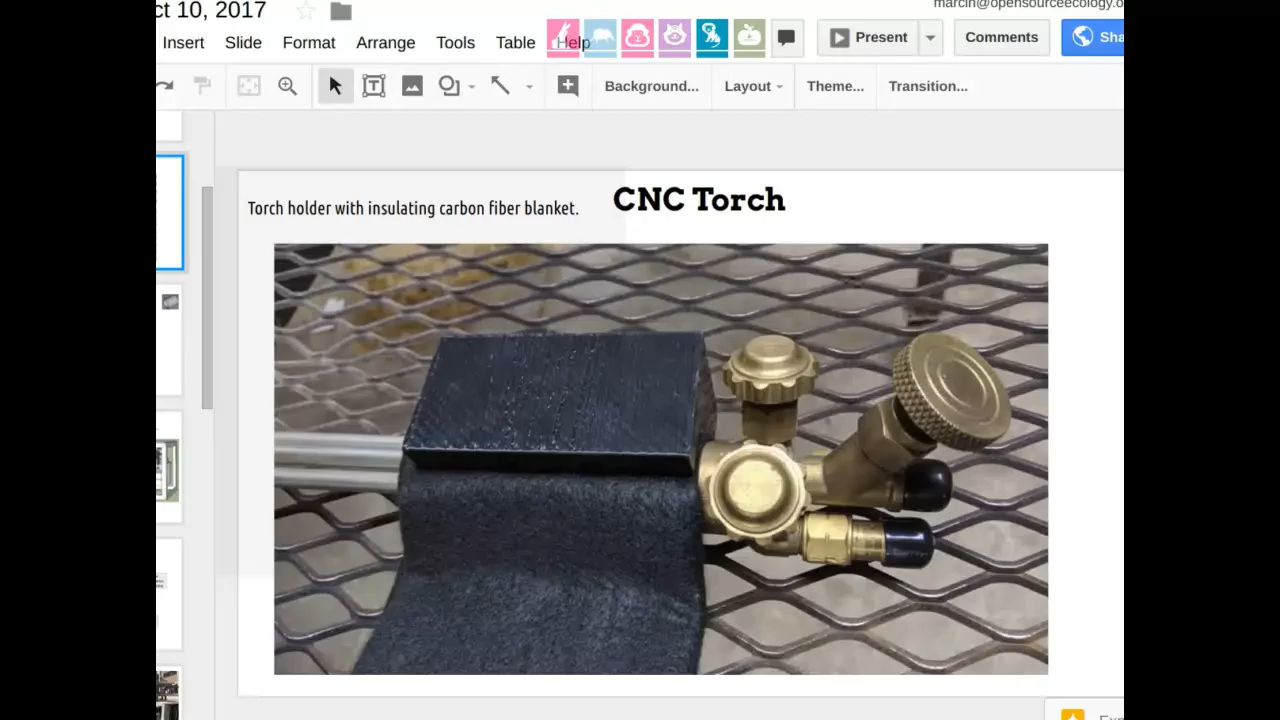 ct 10, 2017
marcin@opensourceecology.o
Insert Slide Format Arrange Tools Table Help
Present
Comments
Sha
Background... Layout Theme... Transition...
Torch holder with insulating carbon fiber blanket.
CNC Torch